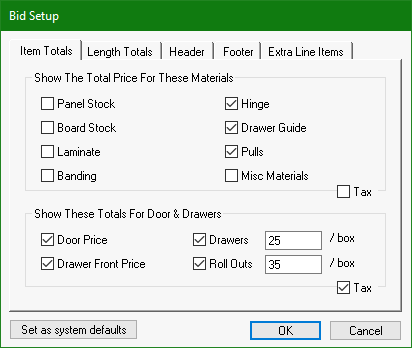 Bid Setup
Item Totals Length Totals Header Footer Extra Line Items
Show The Total Price For These Materials
Panel Stock Hinge
Board Stock Drawer Guide
Laminate Pulls
Banding Misc Materials
Tax
Show These Totals For Door & Drawers
Door Price Drawers 25 / box
Drawer Front Price Roll Outs 35 / box
Tax
Set as system defaults OK Cancel